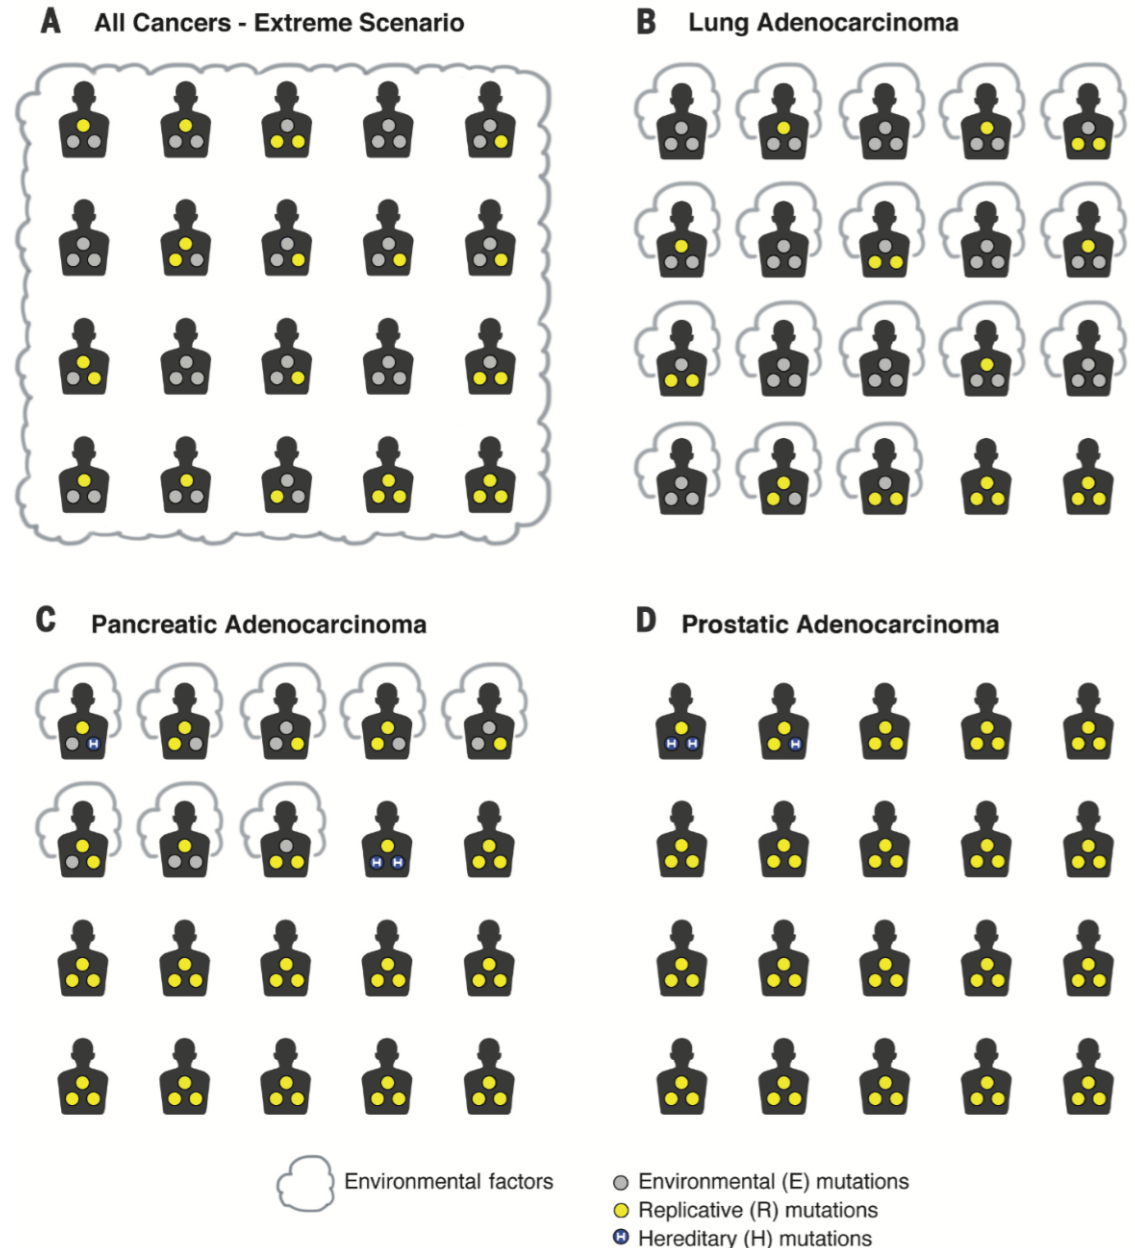 A All Cancers - Extreme Scenario
B Lung Adenocarcinoma
C Pancreatic Adenocarcinoma
H
H H
D Prostatic Adenocarcinoma
H H H
Environmental factors
Environmental (E) mutations
Replicative (R) mutations
H Hereditary (H) mutations